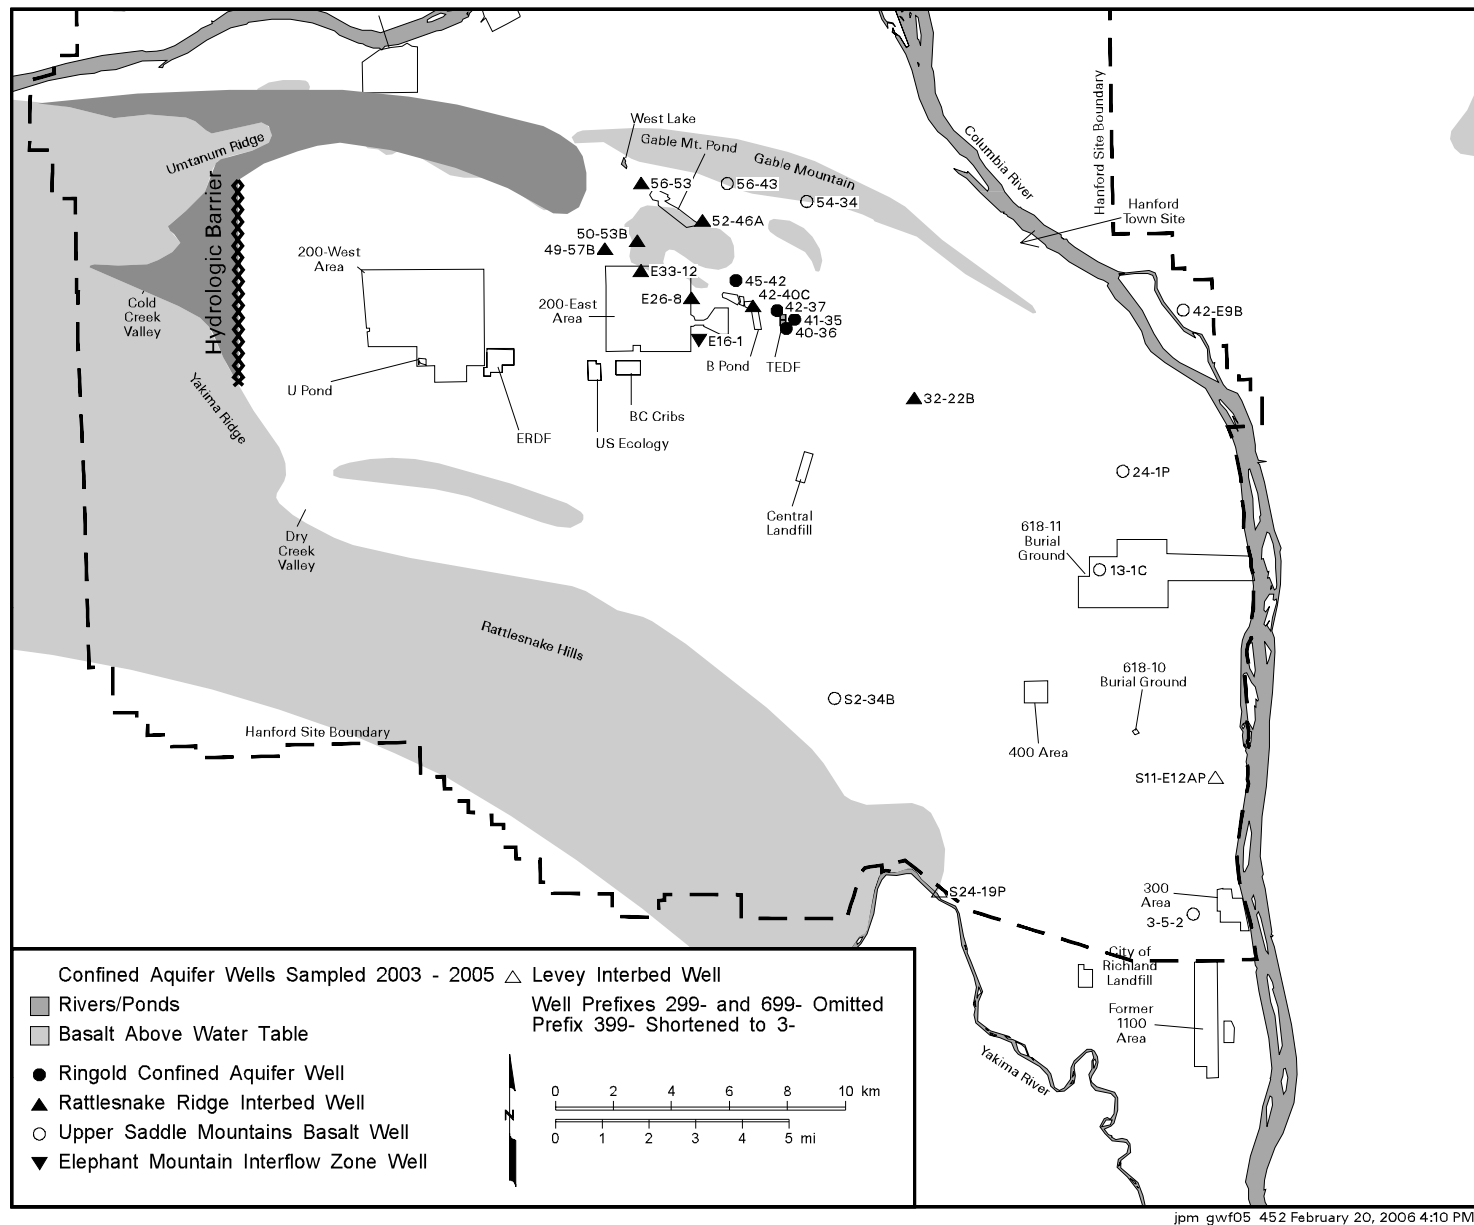 West Lake
Gable Mt. Pond
Gable Mountain
Umtanum Ridge
56-53
56-43
54-34
52-46A
50-53B
49-57B
E33-12
45-42
E26-8
42-40C
42-37
41-35
40-36
E16-1
B Pond
TEDF
200-West
Area
200-East
Area
Hydrologic Barrier
Cold
Creek
Valley
Yakima Ridge
U Pond
ERDF
BC Cribs
US Ecology
Columbia River
Hanford Site Boundary
Hanford
Town Site
42-E9B
32-22B
24-1P
Central
Landfill
618-11
Burial
Ground
13-1C
Dry
Creek
Valley
Rattlesnake Hills
S2-34B
618-10
Burial Ground
400 Area
Hanford Site Boundary
S11-E12AP
S24-19P
300
Area
3-5-2
City of
Richland
Landfill
Former
1100
Area
Yakima River
Confined Aquifer Wells Sampled 2003 - 2005
Rivers/Ponds
Basalt Above Water Table
Ringold Confined Aquifer Well
Rattlesnake Ridge Interbed Well
Upper Saddle Mountains Basalt Well
Elephant Mountain Interflow Zone Well
Levey Interbed Well
Well Prefixes 299- and 699- Omitted
Prefix 399- Shortened to 3-
N
0 2 4 6 8 10 km
0 1 2 3 4 5 mi
jpm gwf05 452 February 20, 2006 4:10 PM